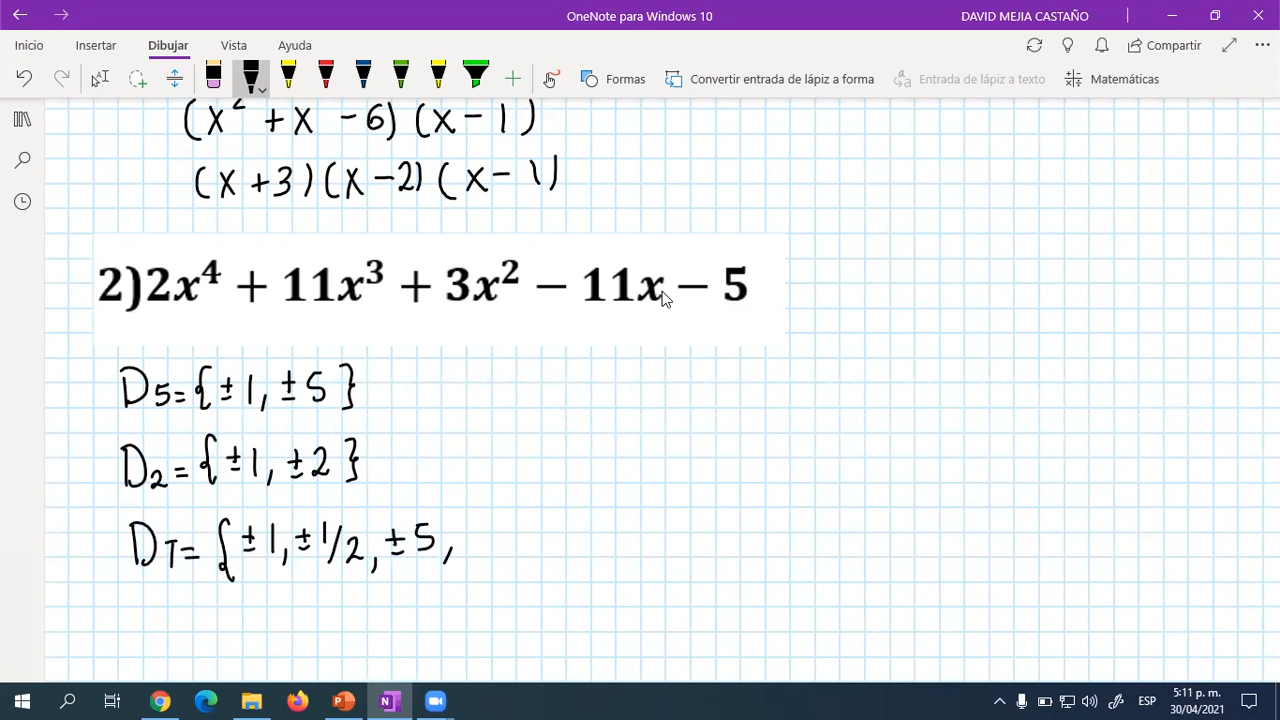 OneNote para Windows 10
DAVID MEJIA CASTAÑO
Inicio Insertar Dibujar Vista Ayuda
Compartir
Formas Convertir entrada de lápiz a forma Entrada de lápiz a texto Matemáticas
(x² + x - 6) (x - 1)
(x + 3) (x - 2) (x - 1)
2)2x⁴ + 11x³ + 3x² − 11x − 5
D5 = {±1, ±5}
D2 = {±1, ±2}
DT = {±1, ±1/2, ±5,
ESP
5:11 p. m.
30/04/2021